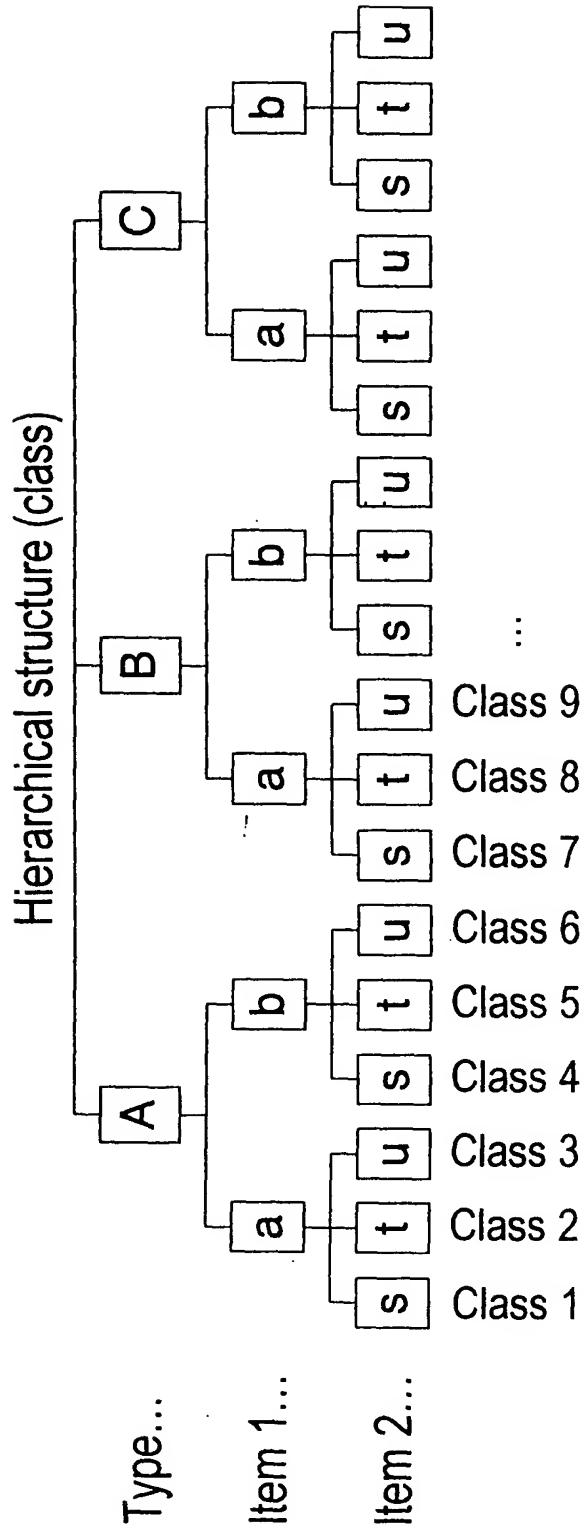 Hierarchical structure (class)
Type... A B C
Item 1... a b a b a b
Item 2... s t u s t u s t u s t u s t u s t u
Class 1 Class 2 Class 3 Class 4 Class 5 Class 6 Class 7 Class 8 Class 9 ...